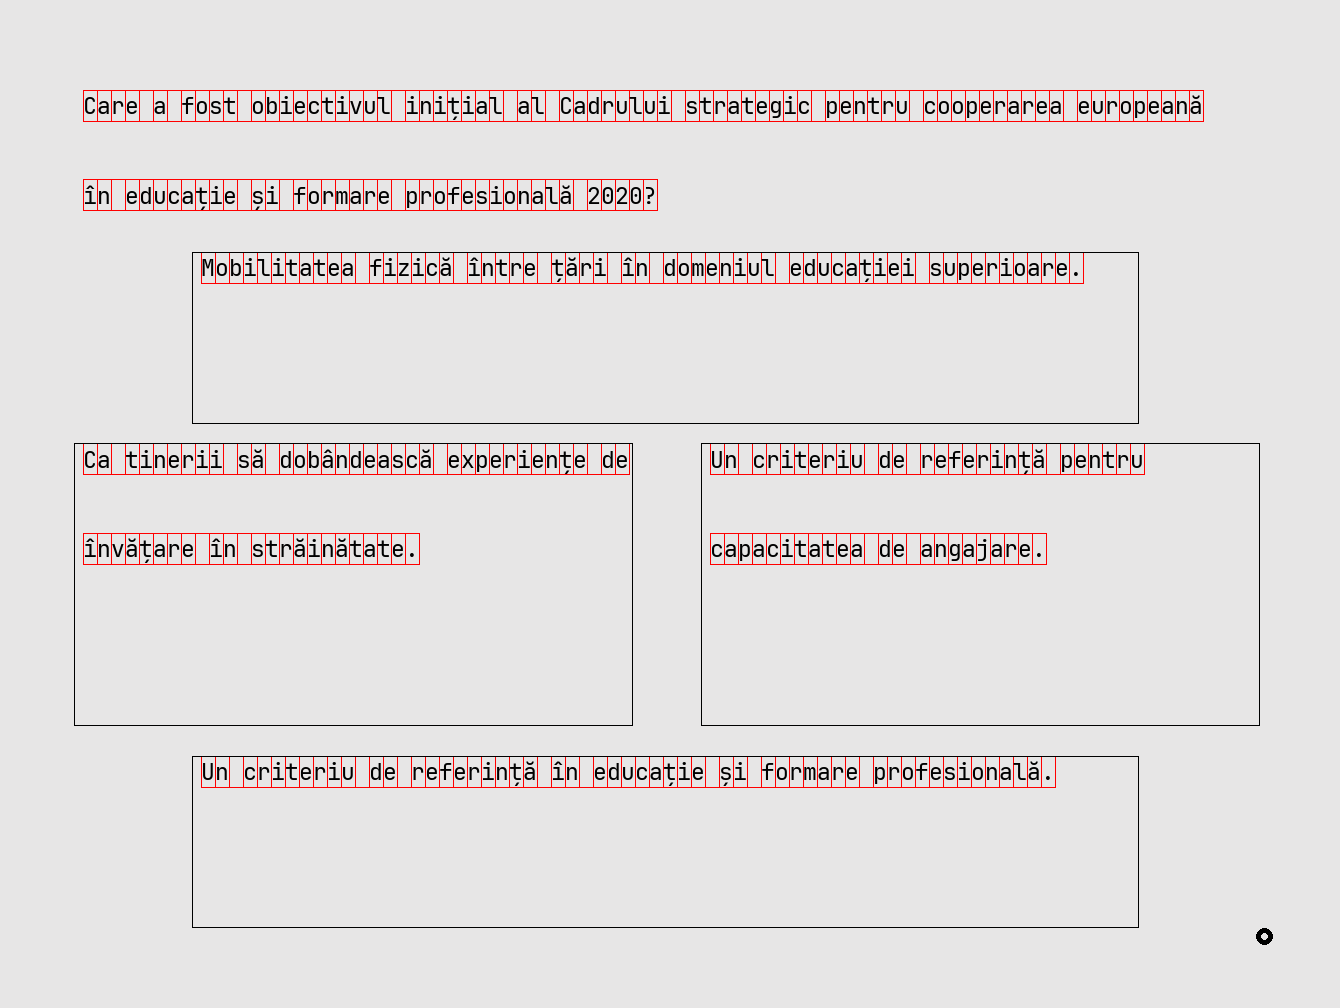 Care a fost obiectivul inițial al Cadrului strategic pentru cooperarea europeană
în educație și formare profesională 2020?
Mobilitatea fizică între țări în domeniul educației superioare.
Ca tinerii să dobândească experiențe de
învățare în străinătate.
Un criteriu de referință pentru
capacitatea de angajare.
Un criteriu de referință în educație și formare profesională.